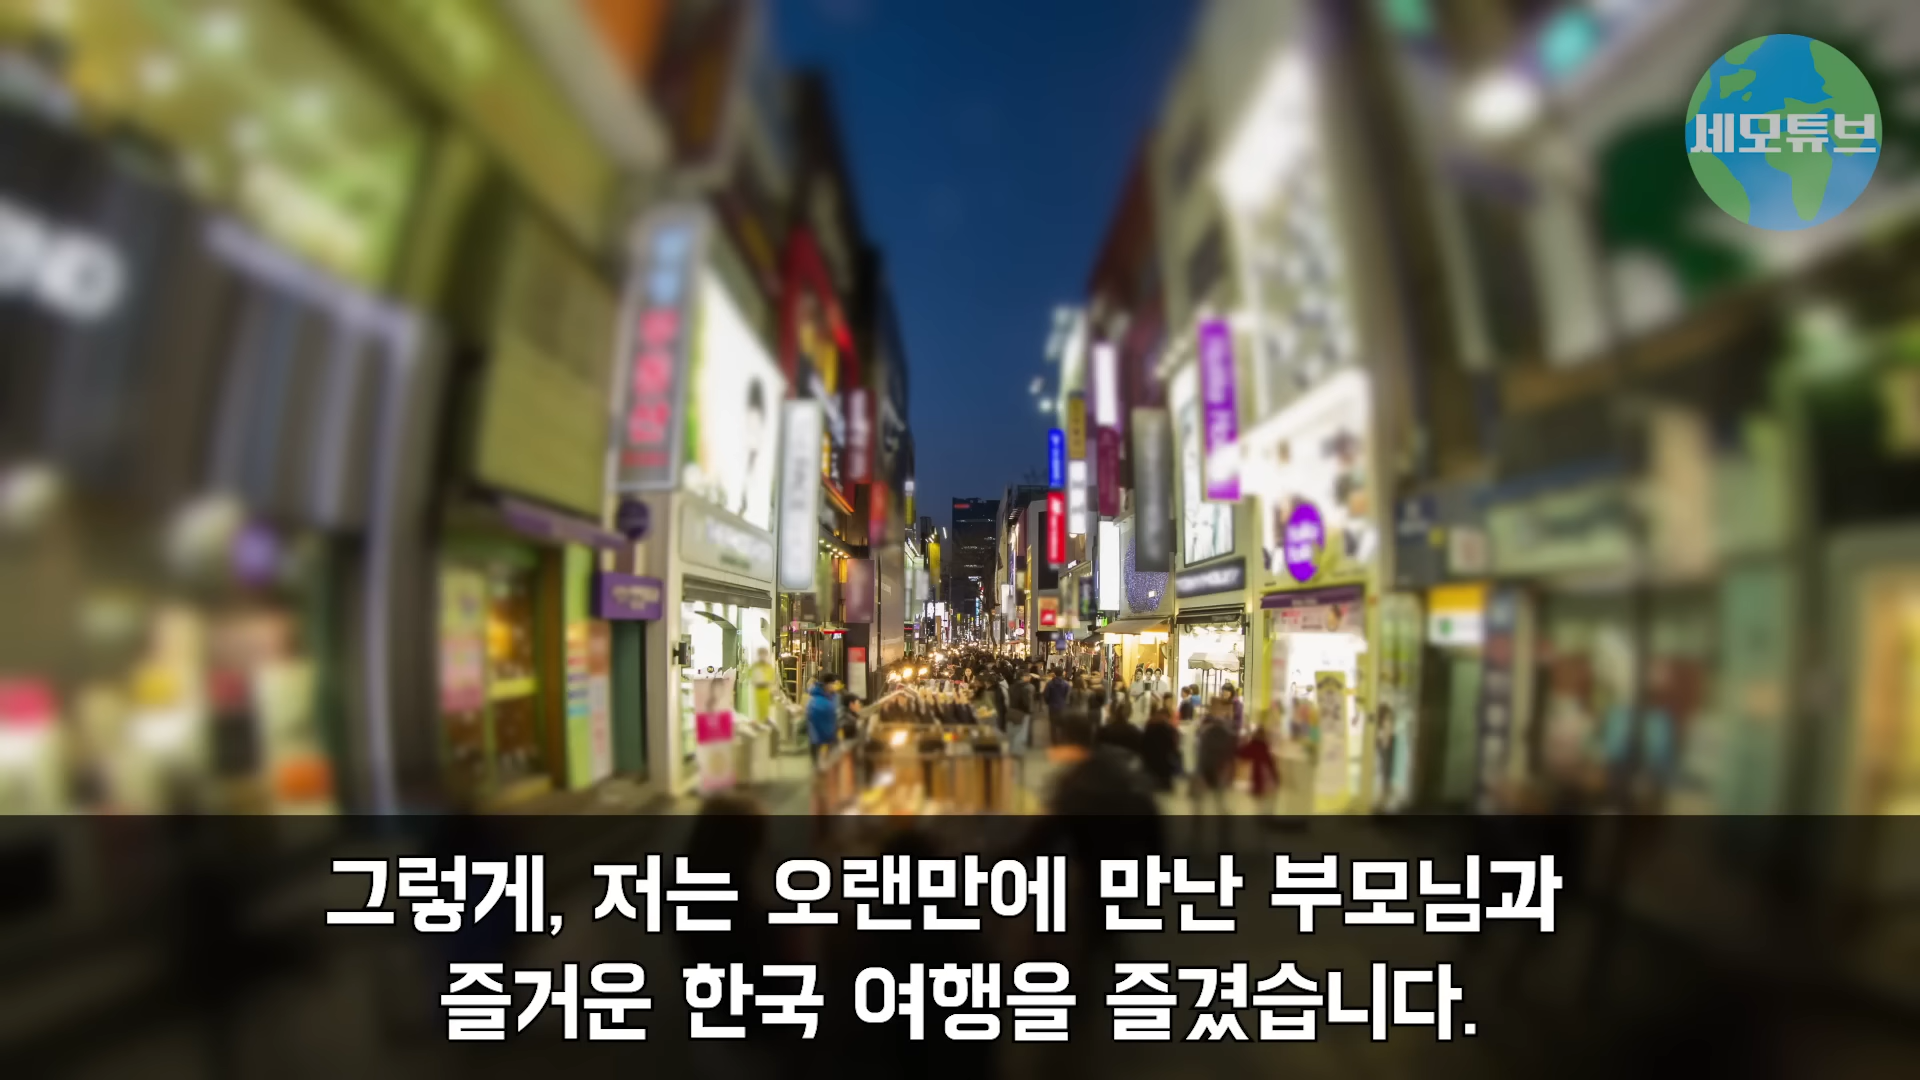 세모튜브
그렇게, 저는 오랜만에 만난 부모님과
즐거운 한국 여행을 즐겼습니다.